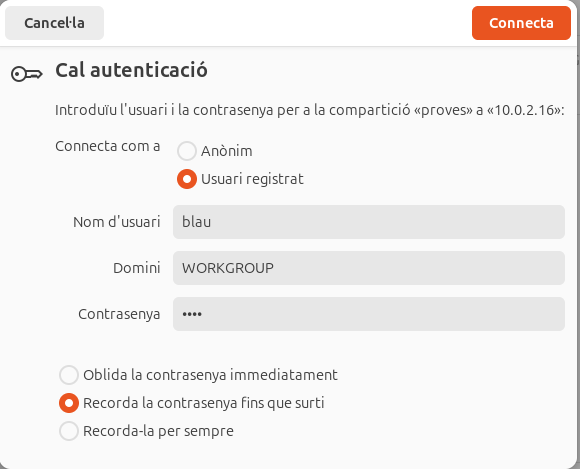 Cancel·la
Connecta
Cal autenticació
Introduïu l'usuari i la contrasenya per a la compartició «proves» a «10.0.2.16»:
Connecta com a
Anònim
Usuari registrat
Nom d'usuari
blau
Domini
WORKGROUP
Contrasenya
••••
Oblida la contrasenya immediatament
Recorda la contrasenya fins que surti
Recorda-la per sempre